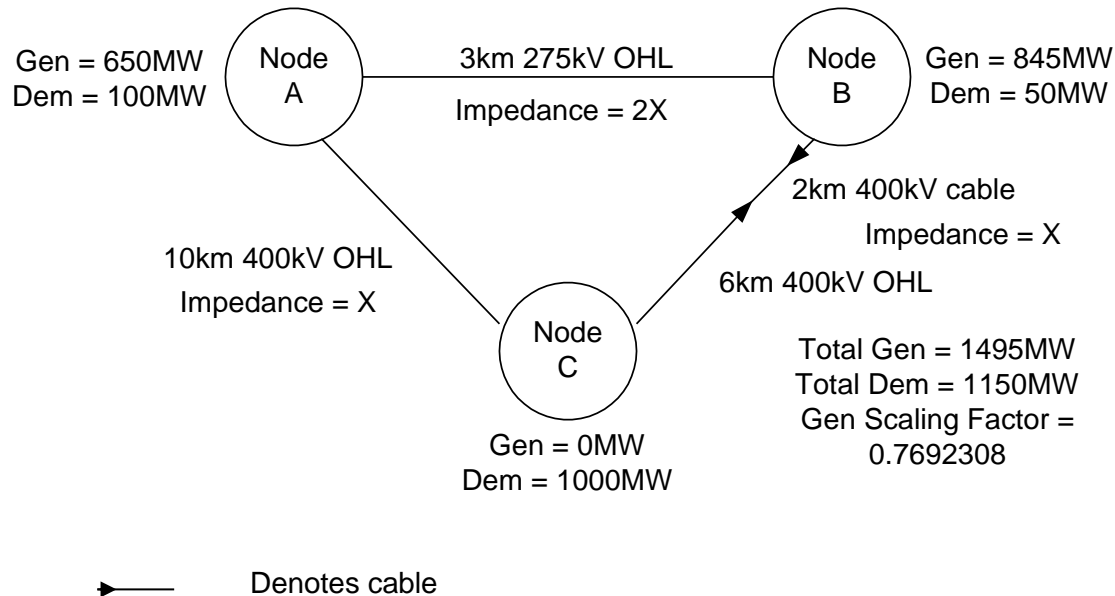 Gen = 650MW
Dem = 100MW
Node
A
3km 275kV OHL
Impedance = 2X
Node
B
Gen = 845MW
Dem = 50MW
2km 400kV cable
Impedance = X
10km 400kV OHL
Impedance = X
6km 400kV OHL
Node
C
Gen = 0MW
Dem = 1000MW
Total Gen = 1495MW
Total Dem = 1150MW
Gen Scaling Factor =
0.7692308
Denotes cable